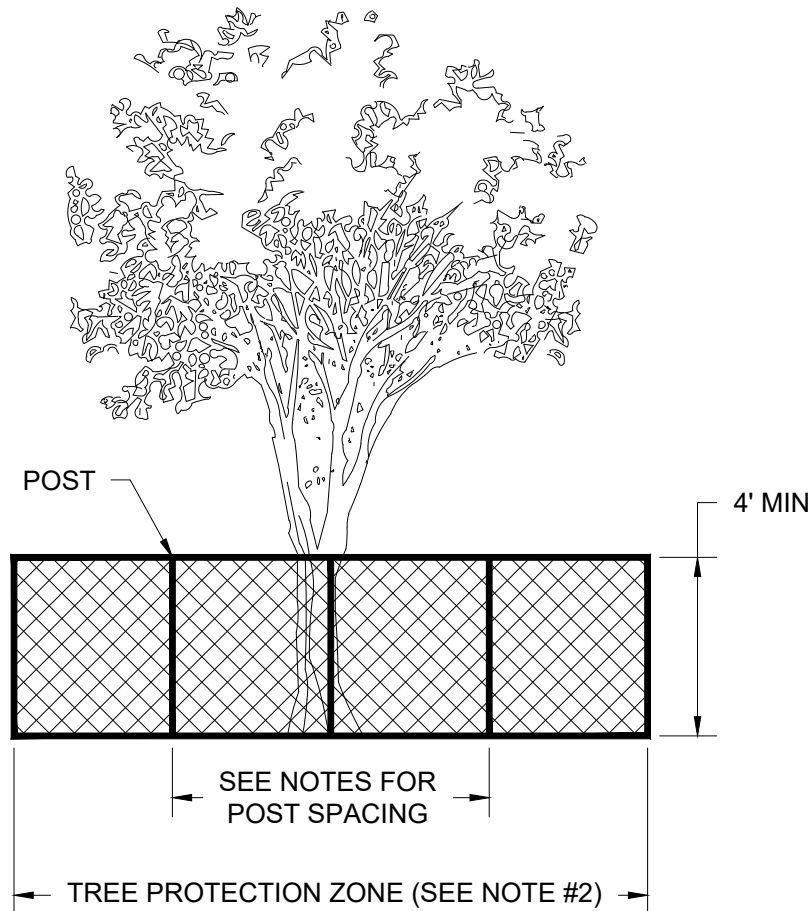 POST
4' MIN
SEE NOTES FOR
POST SPACING
TREE PROTECTION ZONE (SEE NOTE #2)